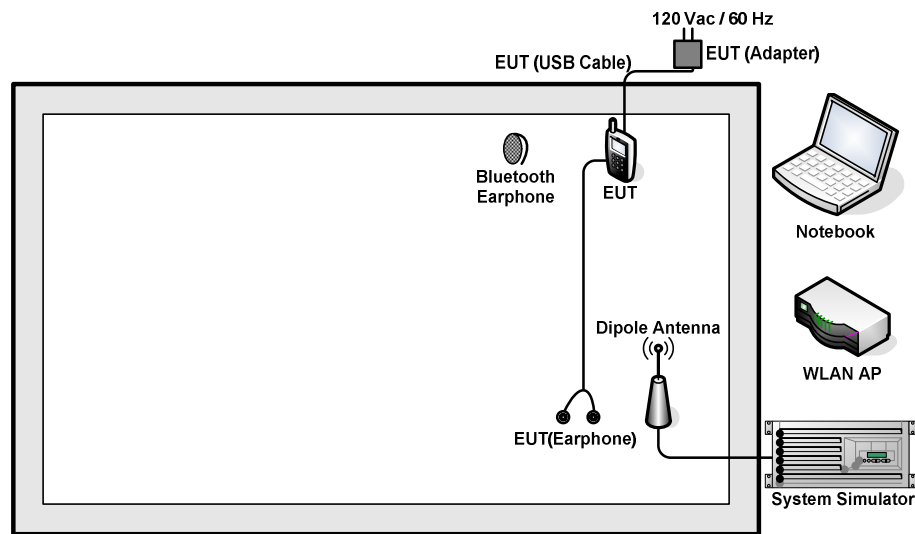 120 Vac / 60 Hz
EUT (Adapter)
EUT (USB Cable)
Bluetooth
Earphone
EUT
Notebook
Dipole Antenna
WLAN AP
EUT(Earphone)
System Simulator